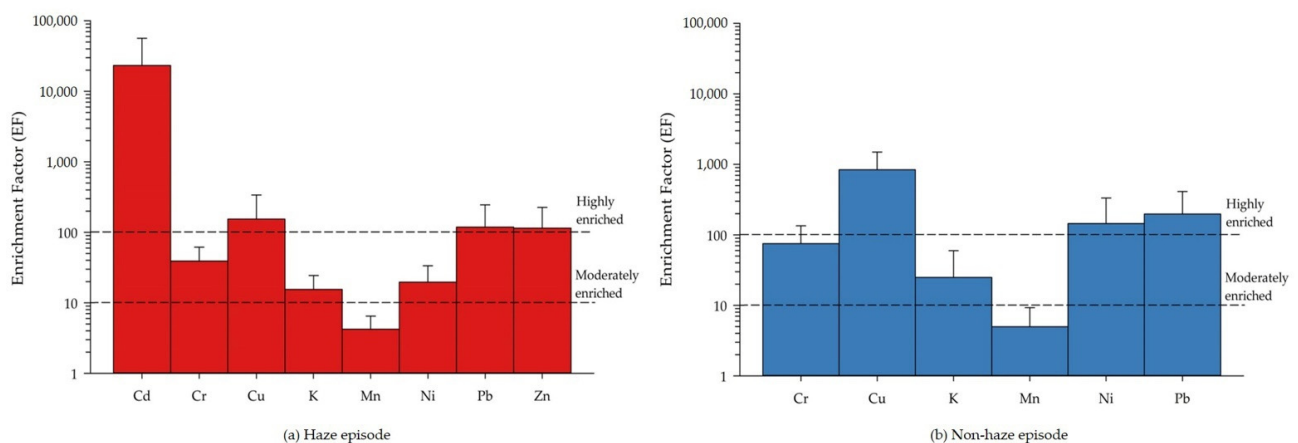 Enrichment Factor (EF)
100,000
10,000
1,000
100
10
1
Highly
enriched
Moderately
enriched
Cd Cr Cu K Mn Ni Pb Zn
(a) Haze episode
Enrichment Factor (EF)
100,000
10,000
1,000
100
10
1
Highly
enriched
Moderately
enriched
Cr Cu K Mn Ni Pb
(b) Non-haze episode